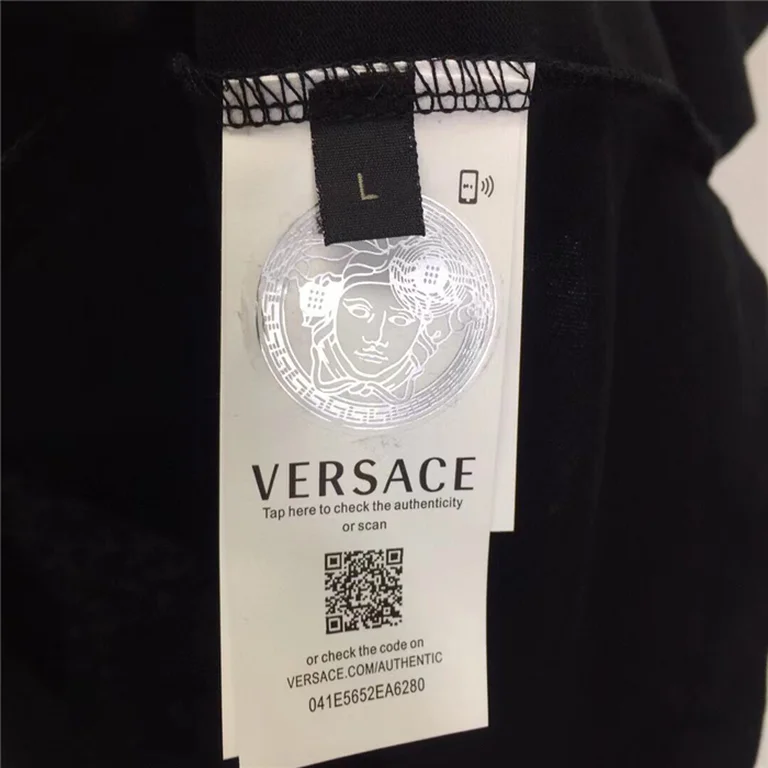 L
VERSACE
Tap here to check the authenticity
or scan
or check the code on
VERSACE.COM/AUTHENTIC
041E5652EA6280